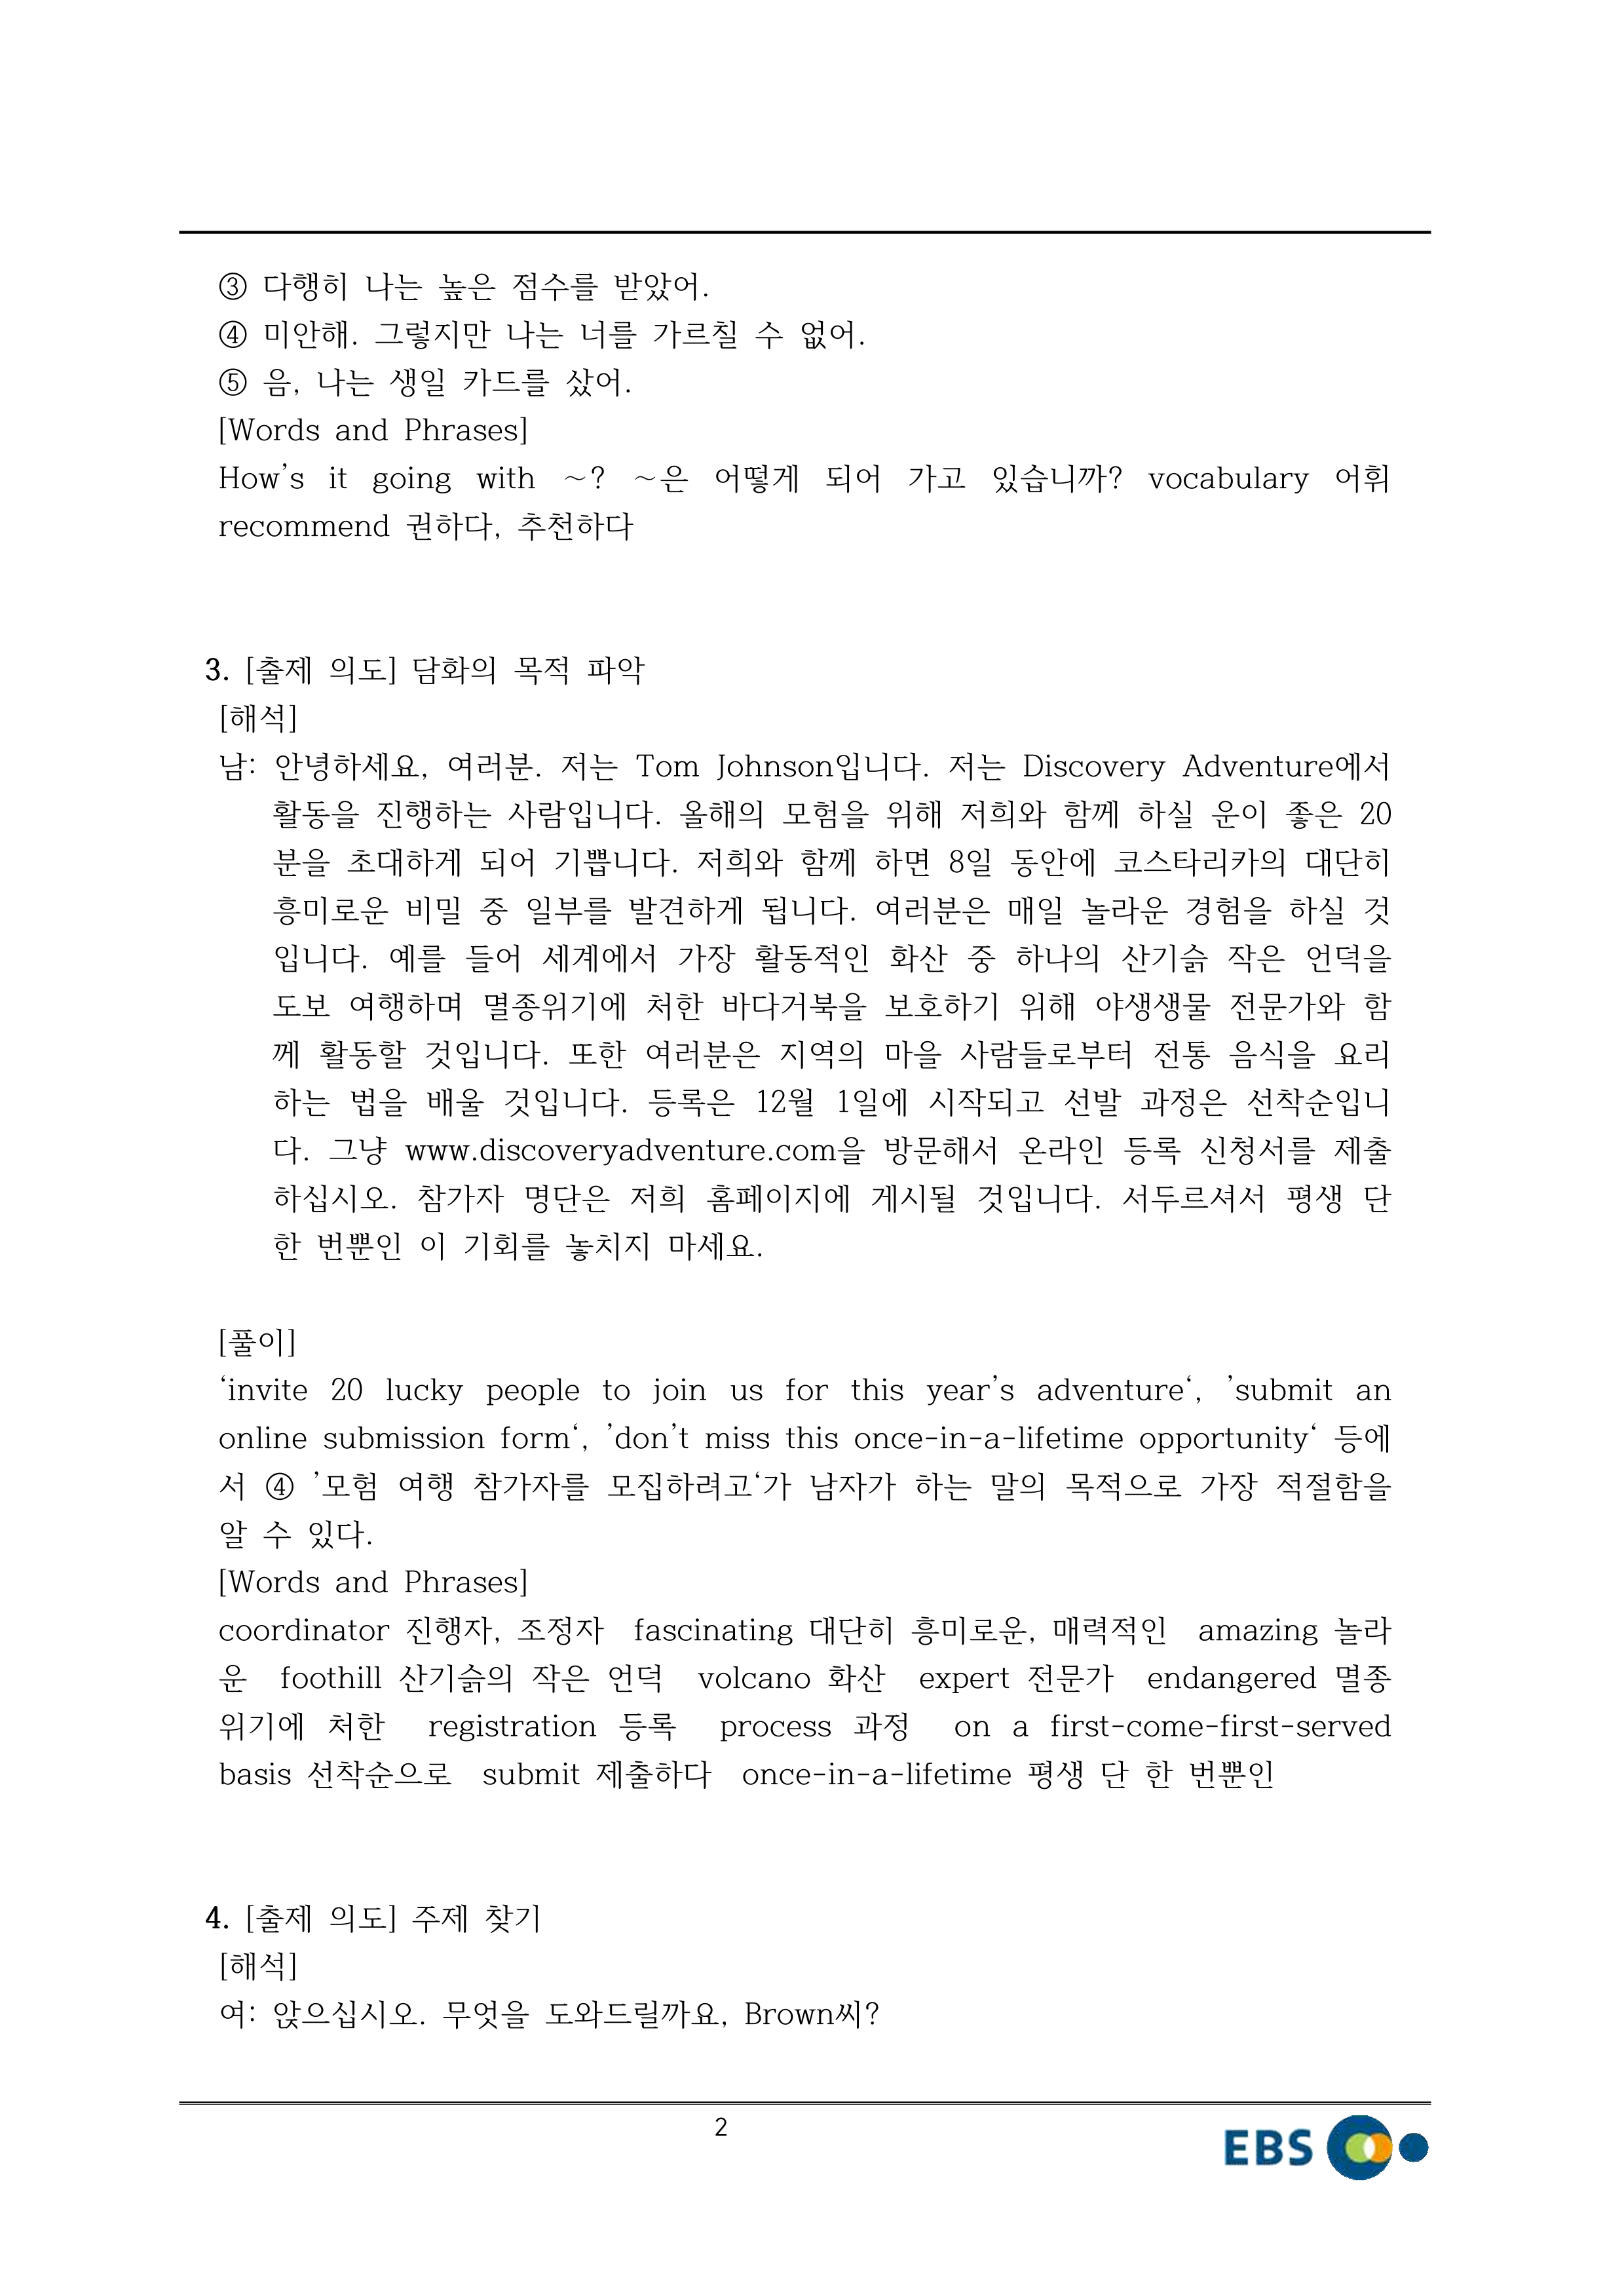 ③ 다행히 나는 높은 점수를 받았어.
④ 미안해. 그렇지만 나는 너를 가르칠 수 없어.
⑤ 음, 나는 생일 카드를 샀어.
[Words and Phrases]
How's it going with ~? ~은 어떻게 되어 가고 있습니까? vocabulary 어휘
recommend 권하다, 추천하다
3. [출제 의도] 담화의 목적 파악
[해석]
남: 안녕하세요, 여러분. 저는 Tom Johnson입니다. 저는 Discovery Adventure에서
활동을 진행하는 사람입니다. 올해의 모험을 위해 저희와 함께 하실 운이 좋은 20
분을 초대하게 되어 기쁩니다. 저희와 함께 하면 8일 동안에 코스타리카의 대단히
흥미로운 비밀 중 일부를 발견하게 됩니다. 여러분은 매일 놀라운 경험을 하실 것
입니다. 예를 들어 세계에서 가장 활동적인 화산 중 하나의 산기슭 작은 언덕을
도보 여행하며 멸종위기에 처한 바다거북을 보호하기 위해 야생생물 전문가와 함
께 활동할 것입니다. 또한 여러분은 지역의 마을 사람들로부터 전통 음식을 요리
하는 법을 배울 것입니다. 등록은 12월 1일에 시작되고 선발 과정은 선착순입니
다. 그냥 www.discoveryadventure.com을 방문해서 온라인 등록 신청서를 제출
하십시오. 참가자 명단은 저희 홈페이지에 게시될 것입니다. 서두르셔서 평생 단
한 번뿐인 이 기회를 놓치지 마세요.
[풀이]
‘invite 20 lucky people to join us for this year’s adventure‘, ’submit an
online submission form‘, ’don’t miss this once-in-a-lifetime opportunity‘ 등에
서 ④ ’모험 여행 참가자를 모집하려고‘가 남자가 하는 말의 목적으로 가장 적절함을
알 수 있다.
[Words and Phrases]
coordinator 진행자, 조정자 fascinating 대단히 흥미로운, 매력적인 amazing 놀라
운 foothill 산기슭의 작은 언덕 volcano 화산 expert 전문가 endangered 멸종
위기에 처한 registration 등록 process 과정 on a first-come-first-served
basis 선착순으로 submit 제출하다 once-in-a-lifetime 평생 단 한 번뿐인
4. [출제 의도] 주제 찾기
[해석]
여: 앉으십시오. 무엇을 도와드릴까요, Brown씨?
2
EBS